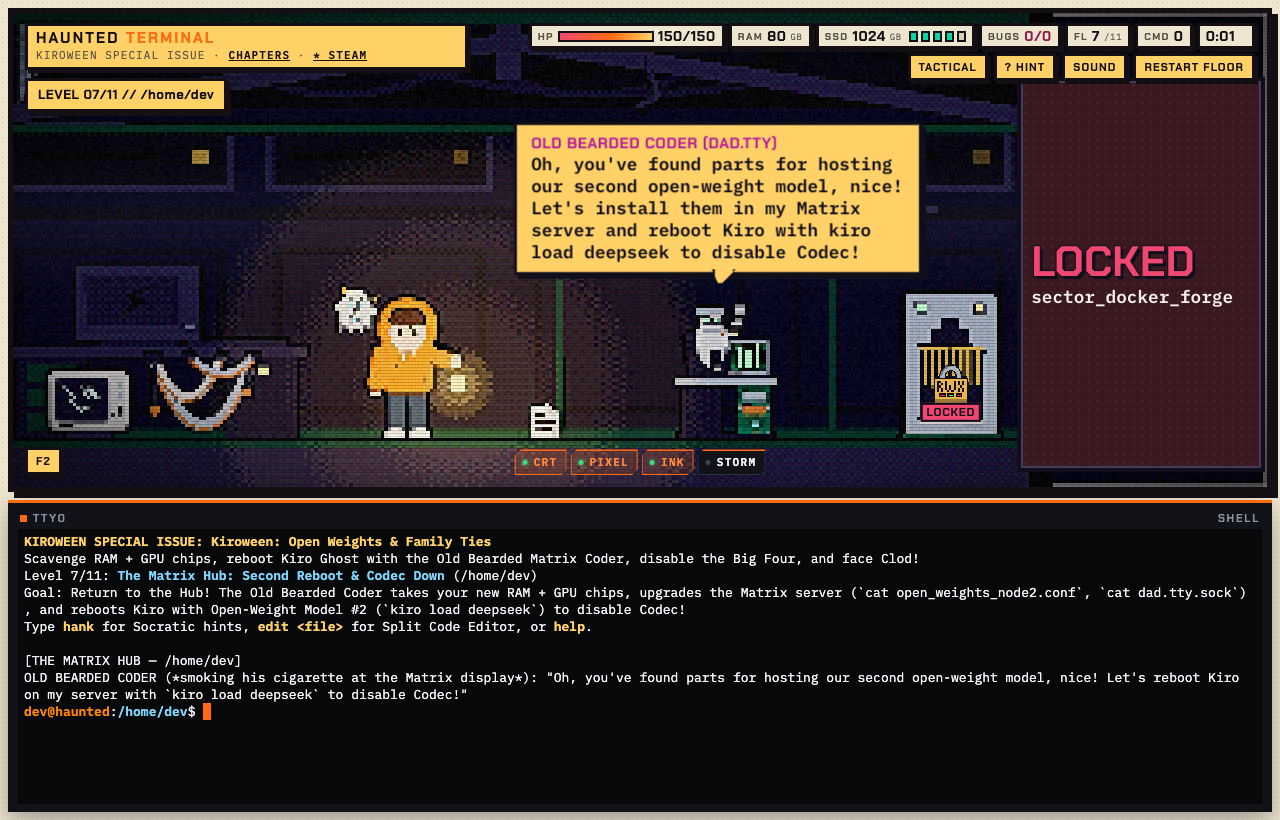 HAUNTED TERMINAL
KIROWEEN SPECIAL ISSUE · CHAPTERS · * STEAM
HP 150/150
RAM 80 GB
SSD 1024 GB
BUGS 0/0
FL 7 /11
CMD 0
0:01
TACTICAL
? HINT
SOUND
RESTART FLOOR
LEVEL 07/11 // /home/dev
OLD BEARDED CODER (DAD.TTY)
Oh, you've found parts for hosting
our second open-weight model, nice!
Let's install them in my Matrix
server and reboot Kiro with kiro
load deepseek to disable Codec!
LOCKED
sector_docker_forge
RWX
LOCKED
F2
CRT
PIXEL
INK
STORM
TTY0
SHELL
KIROWEEN SPECIAL ISSUE: Kiroween: Open Weights & Family Ties
Scavenge RAM + GPU chips, reboot Kiro Ghost with the Old Bearded Matrix Coder, disable the Big Four, and face Clod!
Level 7/11: The Matrix Hub: Second Reboot & Codec Down (/home/dev)
Goal: Return to the Hub! The Old Bearded Coder takes your new RAM + GPU chips, upgrades the Matrix server (`cat open_weights_node2.conf`, `cat dad.tty.sock`)
, and reboots Kiro with Open-Weight Model #2 (`kiro load deepseek`) to disable Codec!
Type hank for Socratic hints, edit <file> for Split Code Editor, or help.
[THE MATRIX HUB — /home/dev]
OLD BEARDED CODER (*smoking his cigarette at the Matrix display*): "Oh, you've found parts for hosting our second open-weight model, nice! Let's reboot Kiro
on my server with `kiro load deepseek` to disable Codec!"
dev@haunted:/home/dev$